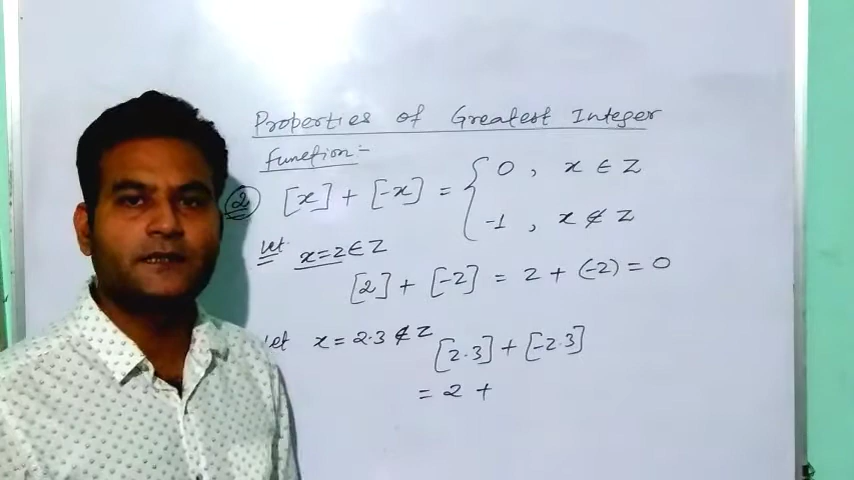 Properties of Greatest Integer
Function:-
② [x] + [-x] = { 0 , x ∈ Z
-1 , x ∉ Z
Let x=2 ∈ Z
[2] + [-2] = 2 + (-2) = 0
Let x = 2.3 ∉ Z [2.3] + [-2.3]
= 2 +